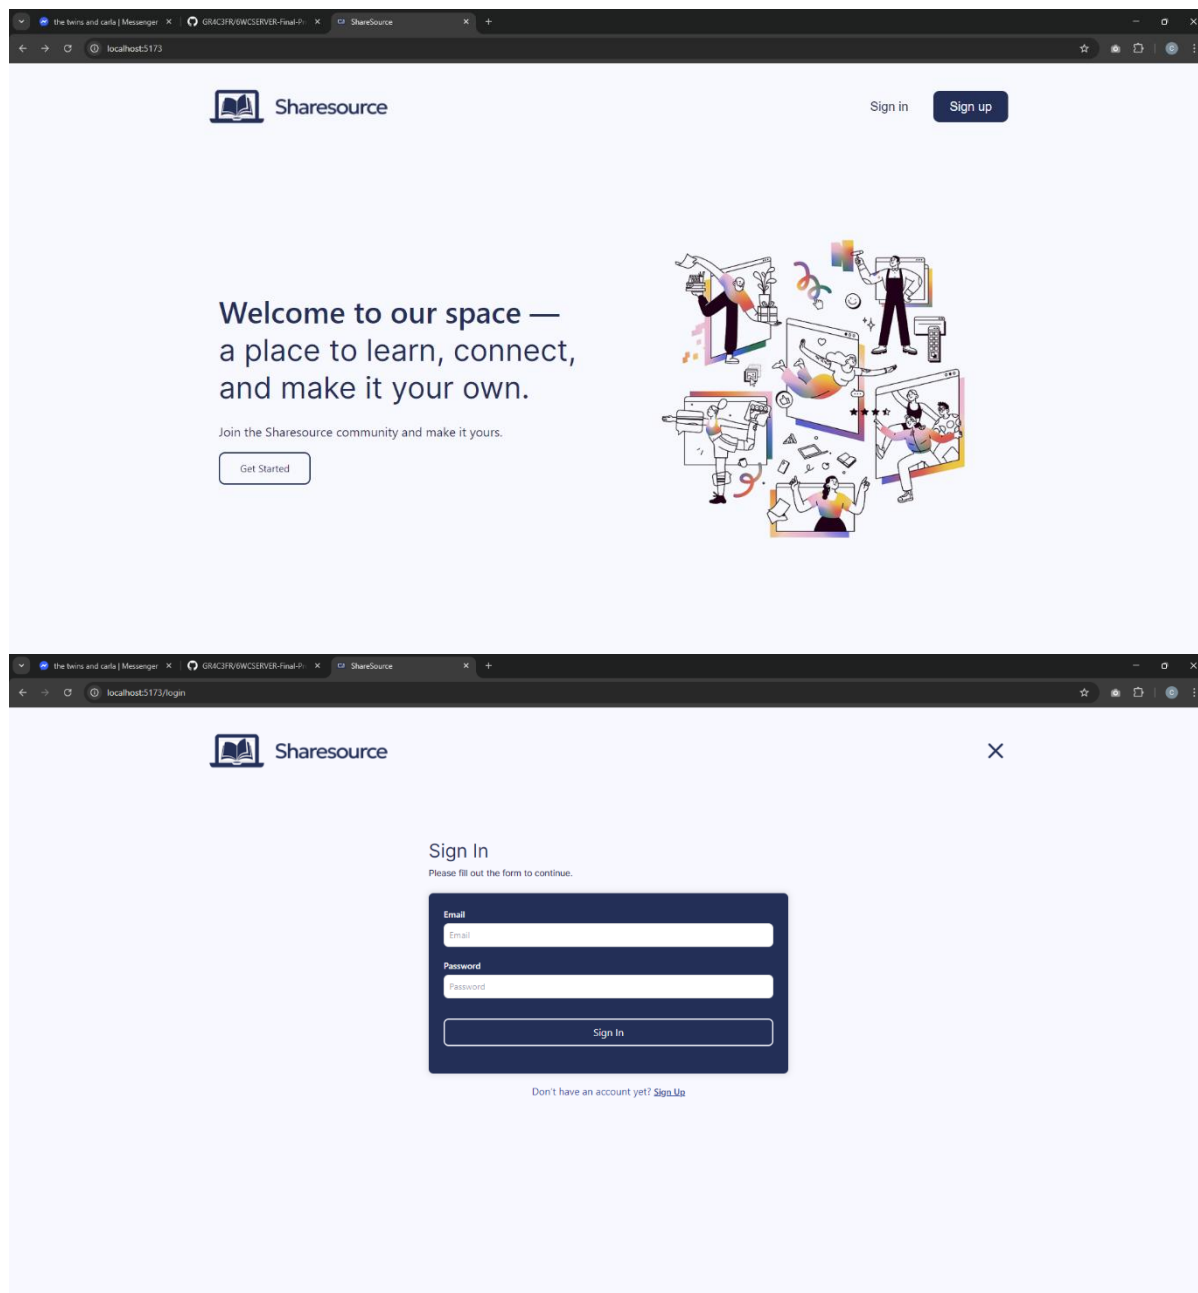 the twins and carla | Messenger
GR4C3FR/6WCSERVER-Final-Pr
ShareSource
localhost:5173
Sharesource
Sign in
Sign up
Welcome to our space —
a place to learn, connect,
and make it your own.
Join the Sharesource community and make it yours.
Get Started
the twins and carla | Messenger
GR4C3FR/6WCSERVER-Final-Pr
ShareSource
localhost:5173/login
Sharesource
Sign In
Please fill out the form to continue.
Email
Email
Password
Password
Sign In
Don't have an account yet? Sign Up